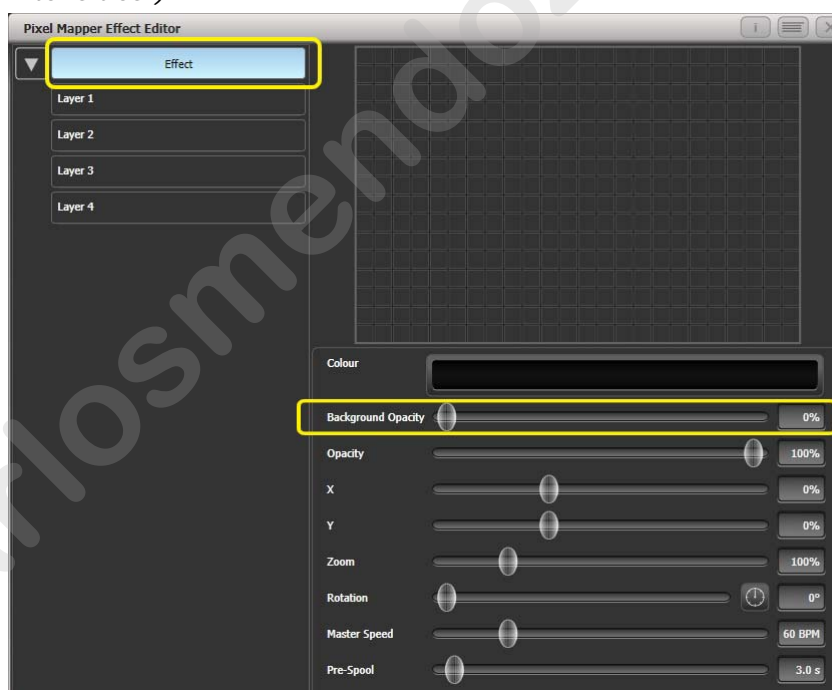 Pixel Mapper Effect Editor
Effect
Layer 1
Layer 2
Layer 3
Layer 4
Colour
Background Opacity 0%
Opacity 100%
X 0%
Y 0%
Zoom 100%
Rotation 0°
Master Speed 60 BPM
Pre-Spool 3.0 s